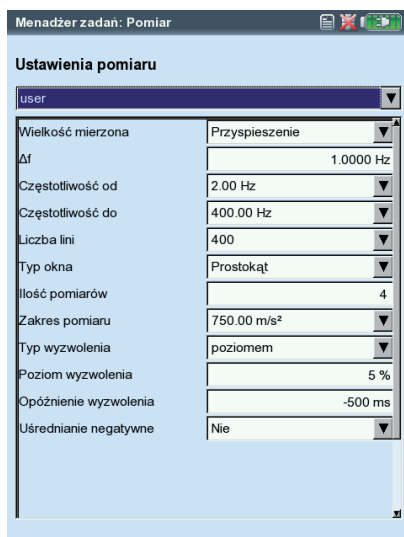 Menadżer zadań: Pomiar
Ustawienia pomiaru
user
Wielkość mierzona Przyspieszenie
Δf 1.0000 Hz
Częstotliwość od 2.00 Hz
Częstotliwość do 400.00 Hz
Liczba lini 400
Typ okna Prostokąt
Ilość pomiarów 4
Zakres pomiaru 750.00 m/s²
Typ wyzwolenia poziomem
Poziom wyzwolenia 5 %
Opóźnienie wyzwolenia -500 ms
Uśrednianie negatywne Nie